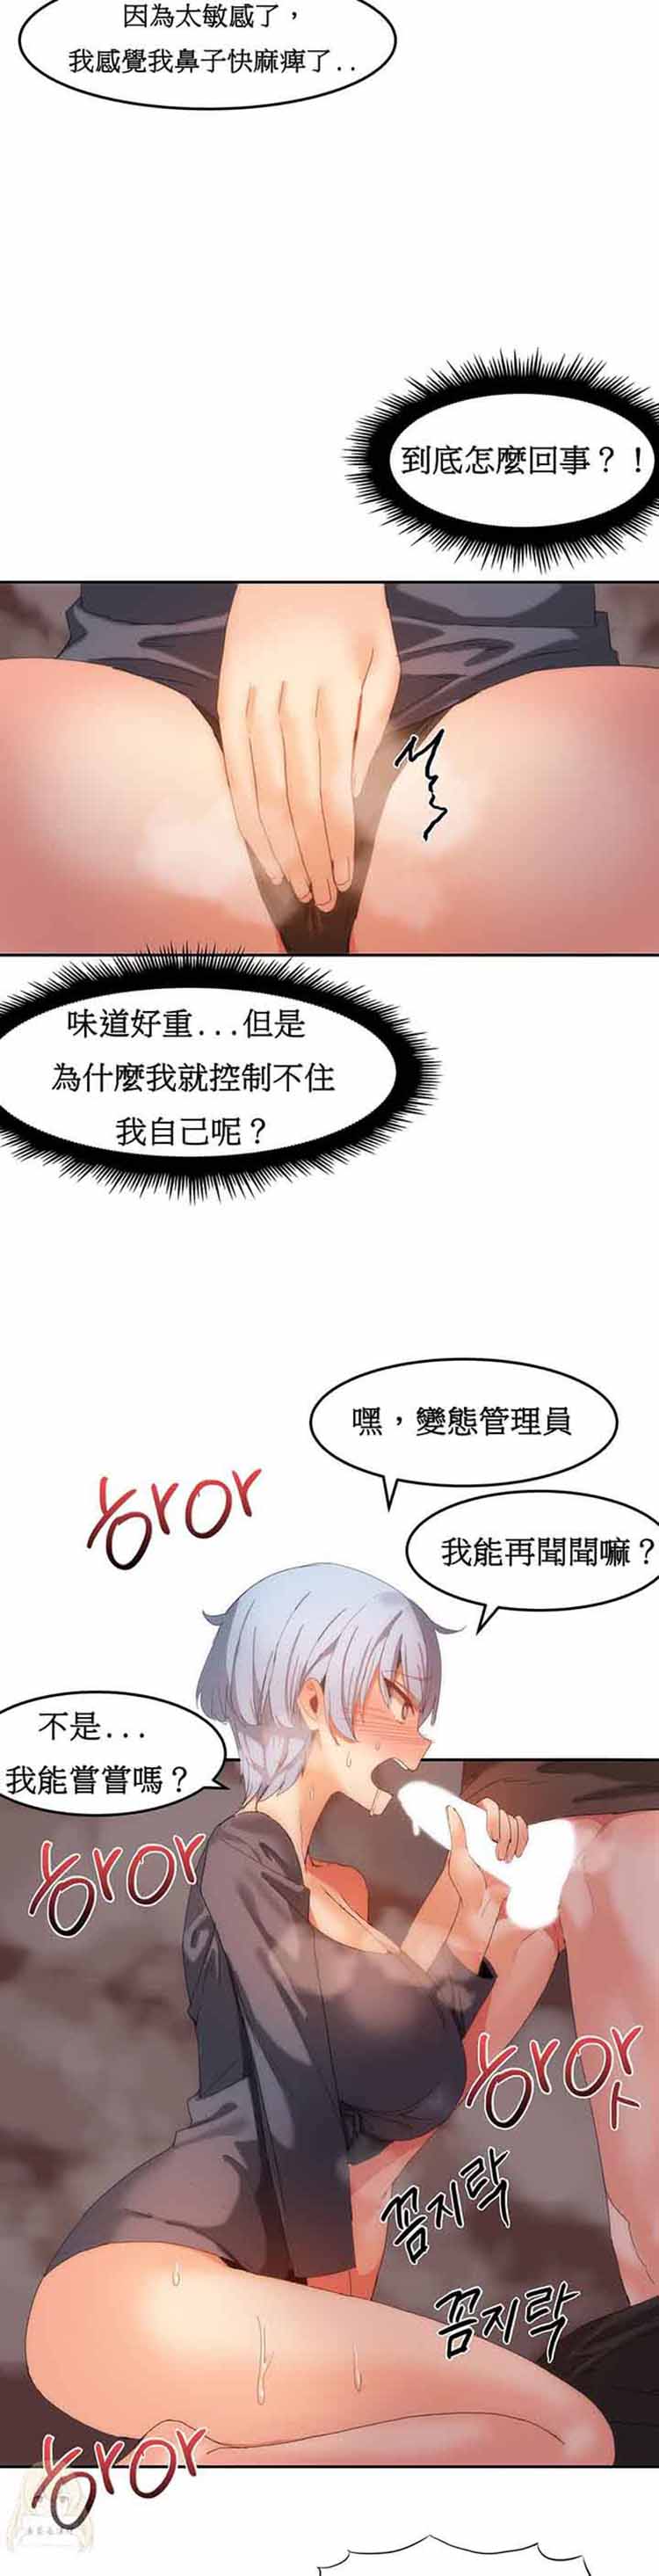 因為太敏感了，
我感覺我鼻子快麻痺了..
到底怎麼回事？！
味道好重...但是
為什麼我就控制不住
我自己呢？
嘿，變態管理員
하아아
我能再聞聞嘛？
不是...
我能嘗嘗嗎？
하아아
하아앗
꼼지락
꼼지락
하아아